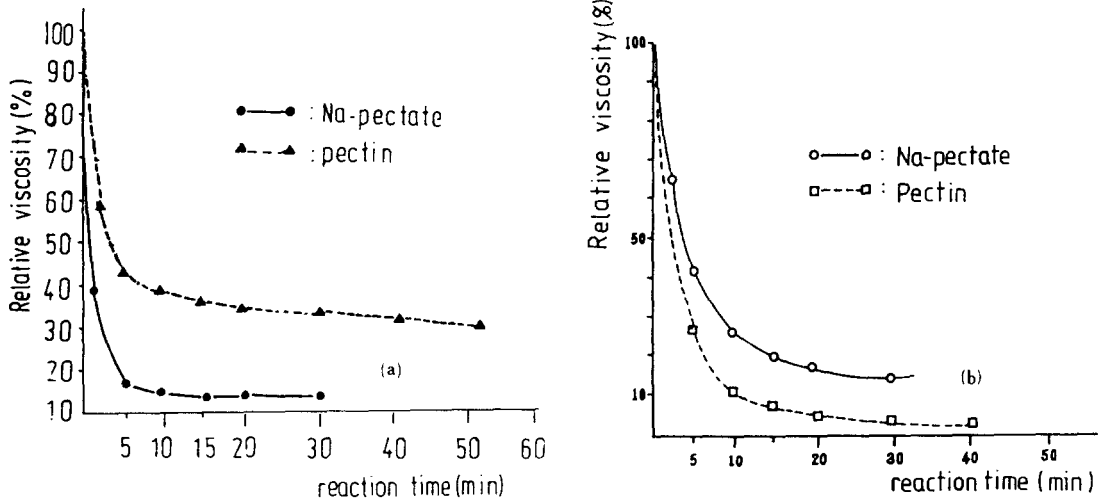 Relative viscosity (%)
100
90
80
70
60
50
40
30
20
10
: Na-pectate
: pectin
(a)
5 10 15 20 30 40 50 60
reaction time (min)
Relative viscosity (%)
100
50
10
: Na-pectate
: Pectin
(b)
5 10 15 20 30 40 50
reaction time (min)